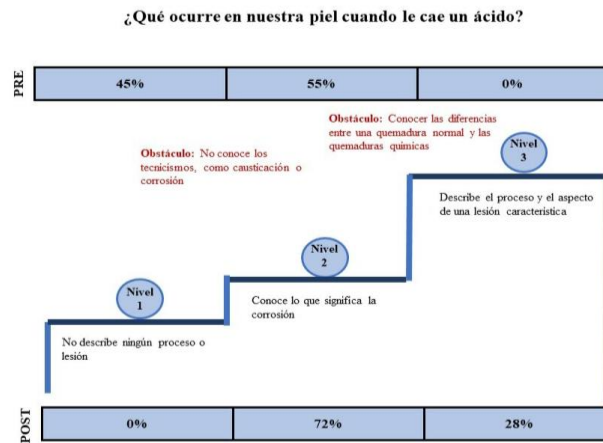 ¿Qué ocurre en nuestra piel cuando le cae un ácido?
PRE
45%
55%
0%
Obstáculo: Conocer las diferencias
entre una quemadura normal y las
quemaduras químicas
Obstáculo: No conoce los
tecnicismos, como causticación o
corrosión
Nivel
3
Describe el proceso y el aspecto
de una lesión característica
Nivel
2
Conoce lo que significa la
corrosión
Nivel
1
No describe ningún proceso o
lesión
POST
0%
72%
28%